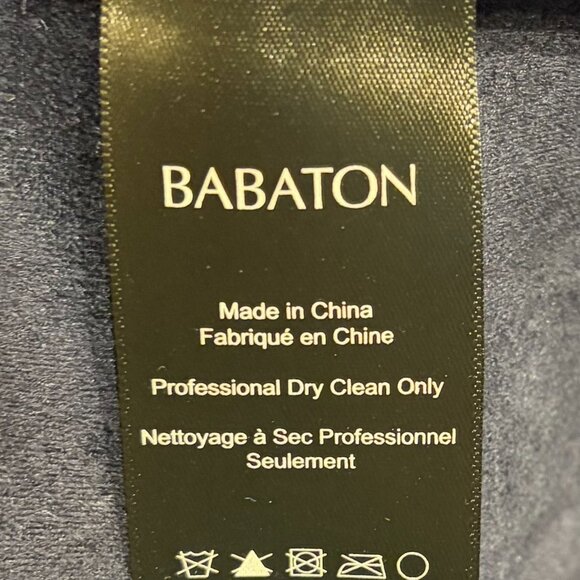 BABATON
Made in China
Fabriqué en Chine
Professional Dry Clean Only
Nettoyage à Sec Professionnel
Seulement